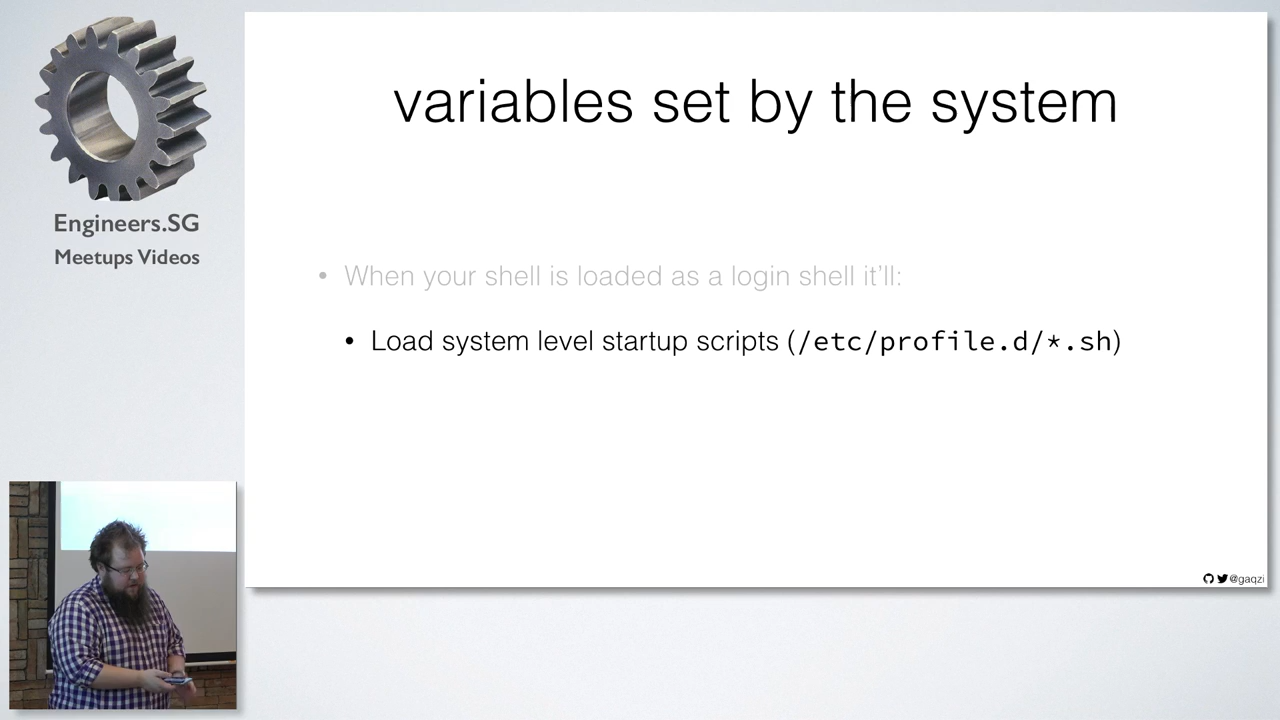 Engineers.SG
Meetups Videos
variables set by the system
• When your shell is loaded as a login shell it'll:
• Load system level startup scripts (/etc/profile.d/*.sh)
@gaqzi